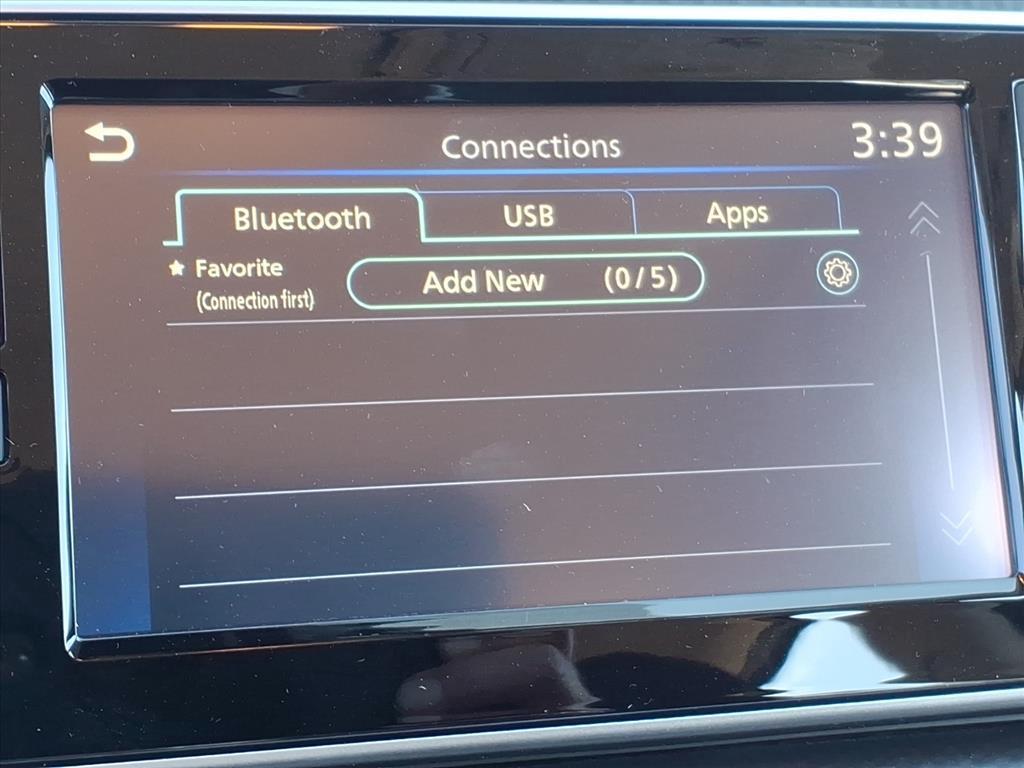 Connections 3:39
Bluetooth USB Apps
Favorite Add New (0/5)
(Connection first)